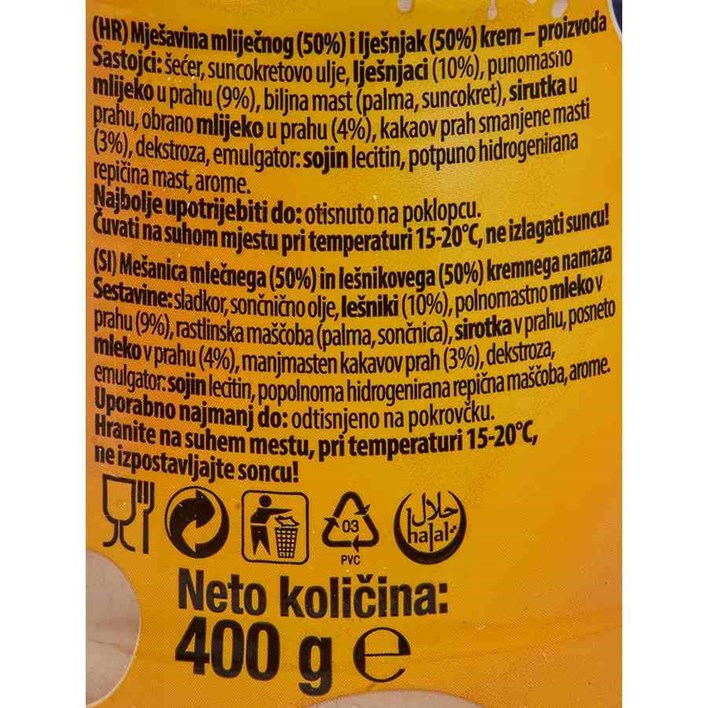 (HR) Mješavina mliječnog (50%) i lješnjak (50%) krem – proizvoda
Sastojci: šećer, suncokretovo ulje, lješnjaci (10%), punomasno
mlijeko u prahu (9%), biljna mast (palma, suncokret), sirutka u
prahu, obrano mlijeko u prahu (4%), kakaov prah smanjene masti
(3%), dekstroza, emulgator: sojin lecitin, potpuno hidrogenirana
repičina mast, arome.
Najbolje upotrijebiti do: otisnuto na poklopcu.
Čuvati na suhom mjestu pri temperaturi 15-20°C, ne izlagati suncu!
(SI) Mešanica mlečnega (50%) in lešnikovega (50%) kremnega namaza
Sestavine: sladkor, sončnično olje, lešniki (10%), polnomastno mleko v
prahu (9%), rastlinska maščoba (palma, sončnica), sirotka v prahu, posneto
mleko v prahu (4%), manjmasten kakavov prah (3%), dekstroza,
emulgator: sojin lecitin, popolnoma hidrogenirana repična maščoba, arome.
Uporabno najmanj do: odtisnjeno na pokrovčku.
Hranite na suhem mestu, pri temperaturi 15-20°C,
ne izpostavljajte soncu!
03
PVC
حلال
halal
Neto količina:
400 g e